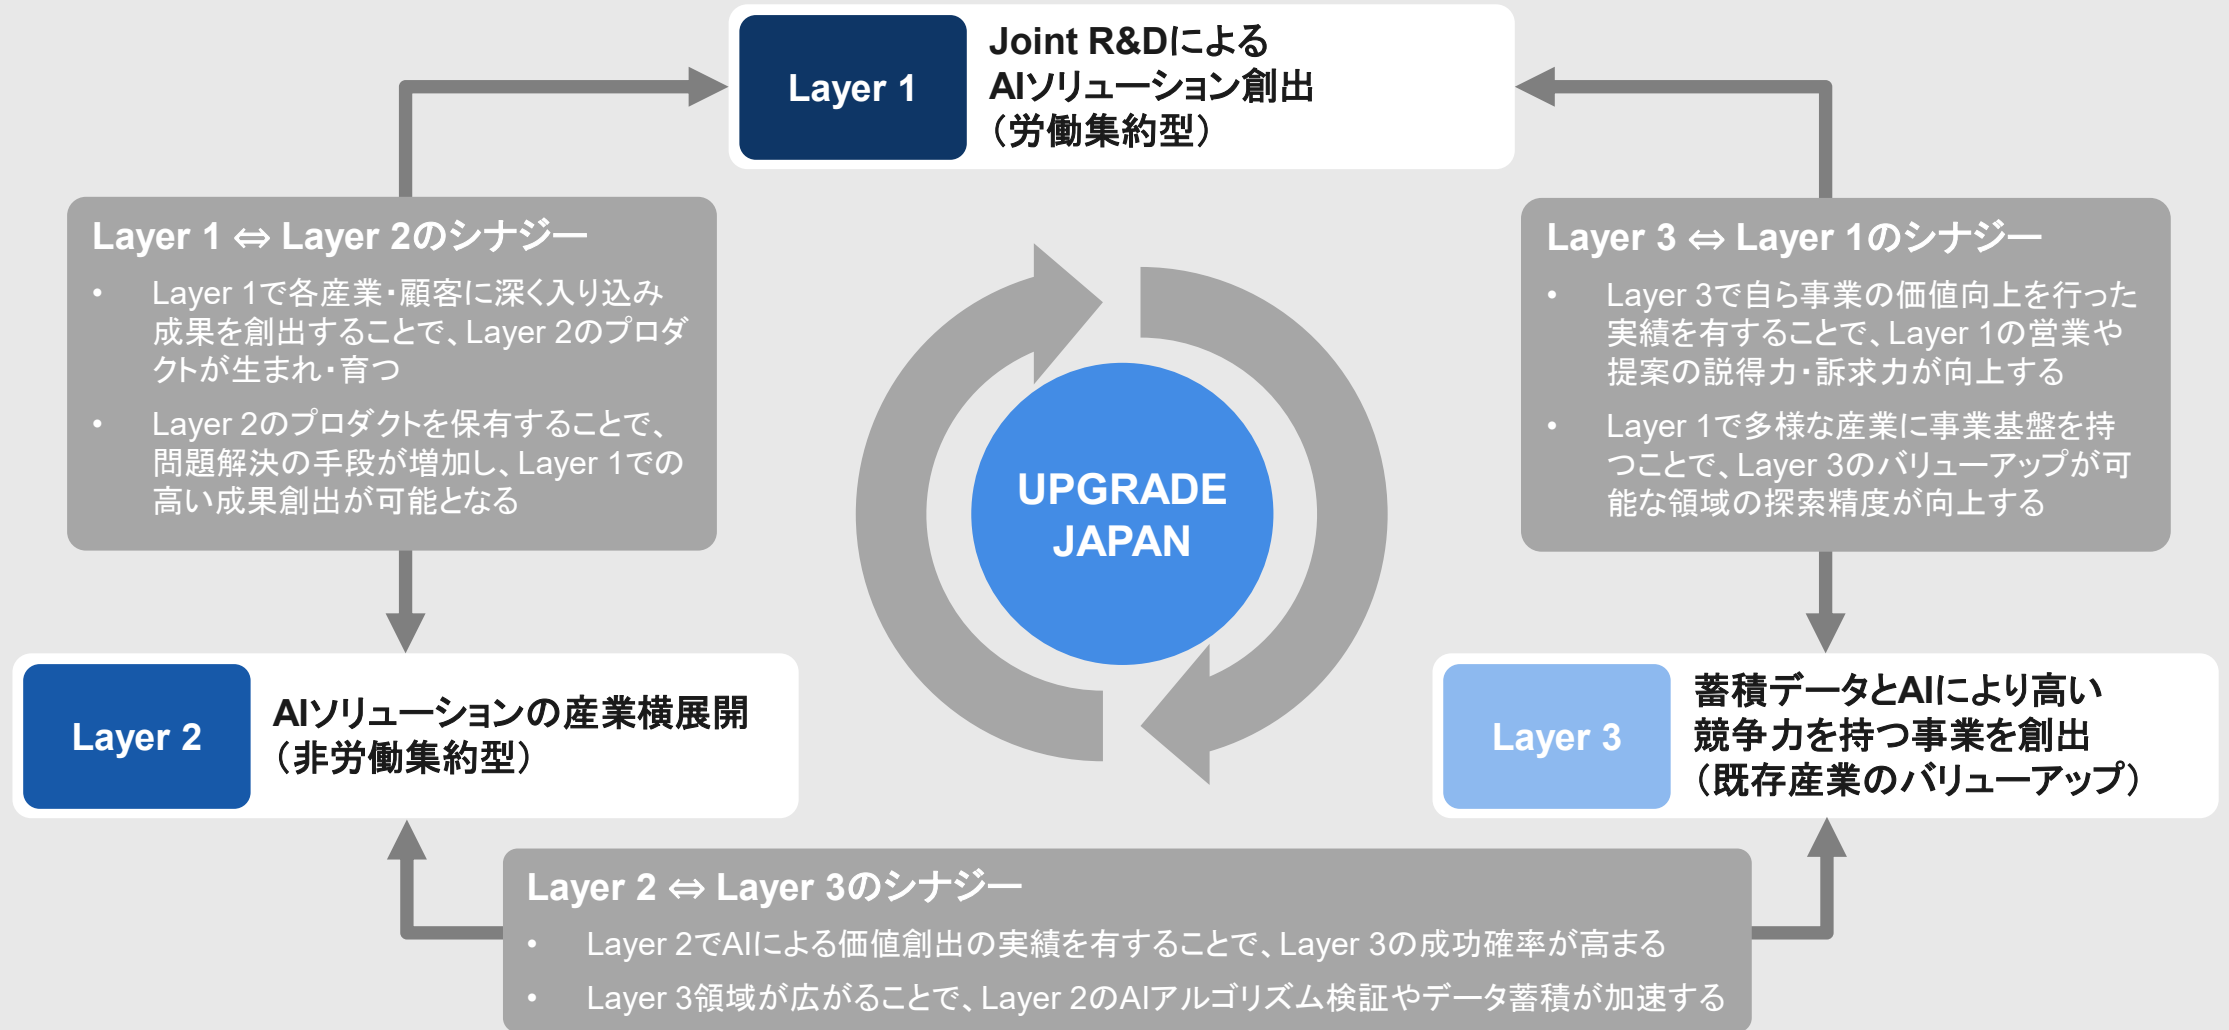 Layer 1
Joint R&Dによる
AIソリューション創出
（労働集約型）
Layer 1 ⇔ Layer 2のシナジー
• Layer 1で各産業・顧客に深く入り込み
成果を創出することで、Layer 2のプロダ
クトが生まれ・育つ
• Layer 2のプロダクトを保有することで、
問題解決の手段が増加し、Layer 1での
高い成果創出が可能となる
Layer 3 ⇔ Layer 1のシナジー
• Layer 3で自ら事業の価値向上を行った
実績を有することで、Layer 1の営業や
提案の説得力・訴求力が向上する
• Layer 1で多様な産業に事業基盤を持
つことで、Layer 3のバリューアップが可
能な領域の探索精度が向上する
UPGRADE
JAPAN
Layer 2
AIソリューションの産業横展開
（非労働集約型）
Layer 3
蓄積データとAIにより高い
競争力を持つ事業を創出
（既存産業のバリューアップ）
Layer 2 ⇔ Layer 3のシナジー
• Layer 2でAIによる価値創出の実績を有することで、Layer 3の成功確率が高まる
• Layer 3領域が広がることで、Layer 2のAIアルゴリズム検証やデータ蓄積が加速する